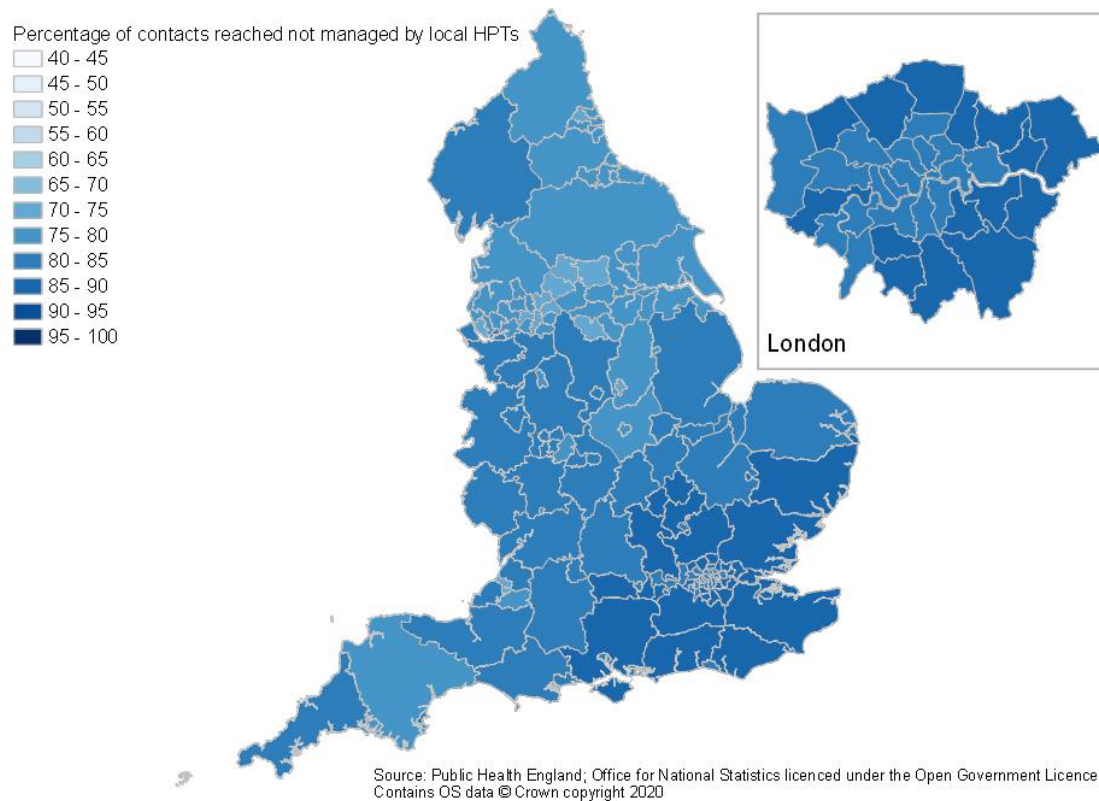 Percentage of contacts reached not managed by local HPTs
40 - 45
45 - 50
50 - 55
55 - 60
60 - 65
65 - 70
70 - 75
75 - 80
80 - 85
85 - 90
90 - 95
95 - 100
London
Source: Public Health England; Office for National Statistics licenced under the Open Government Licence
Contains OS data © Crown copyright 2020